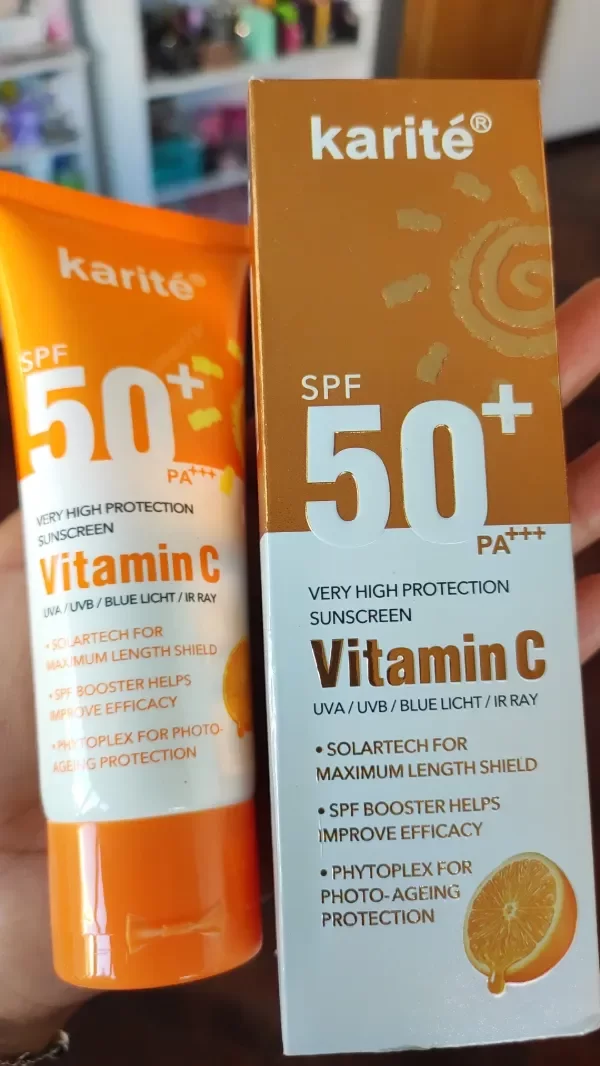 karité®
SPF
50+
PA+++
VERY HIGH PROTECTION
SUNSCREEN
Vitamin C
UVA / UVB / BLUE LICHT / IR RAY
• SOLARTECH FOR
MAXIMUM LENGTH SHIELD
• SPF BOOSTER HELPS
IMPROVE EFFICACY
• PHYTOPLEX FOR PHOTO-
AGEING PROTECTION
karité®
SPF
50+
PA+++
VERY HIGH PROTECTION
SUNSCREEN
Vitamin C
UVA / UVB / BLUE LICHT / IR RAY
• SOLARTECH FOR
MAXIMUM LENGTH SHIELD
• SPF BOOSTER HELPS
IMPROVE EFFICACY
• PHYTOPLEX FOR
PHOTO-AGEING
PROTECTION